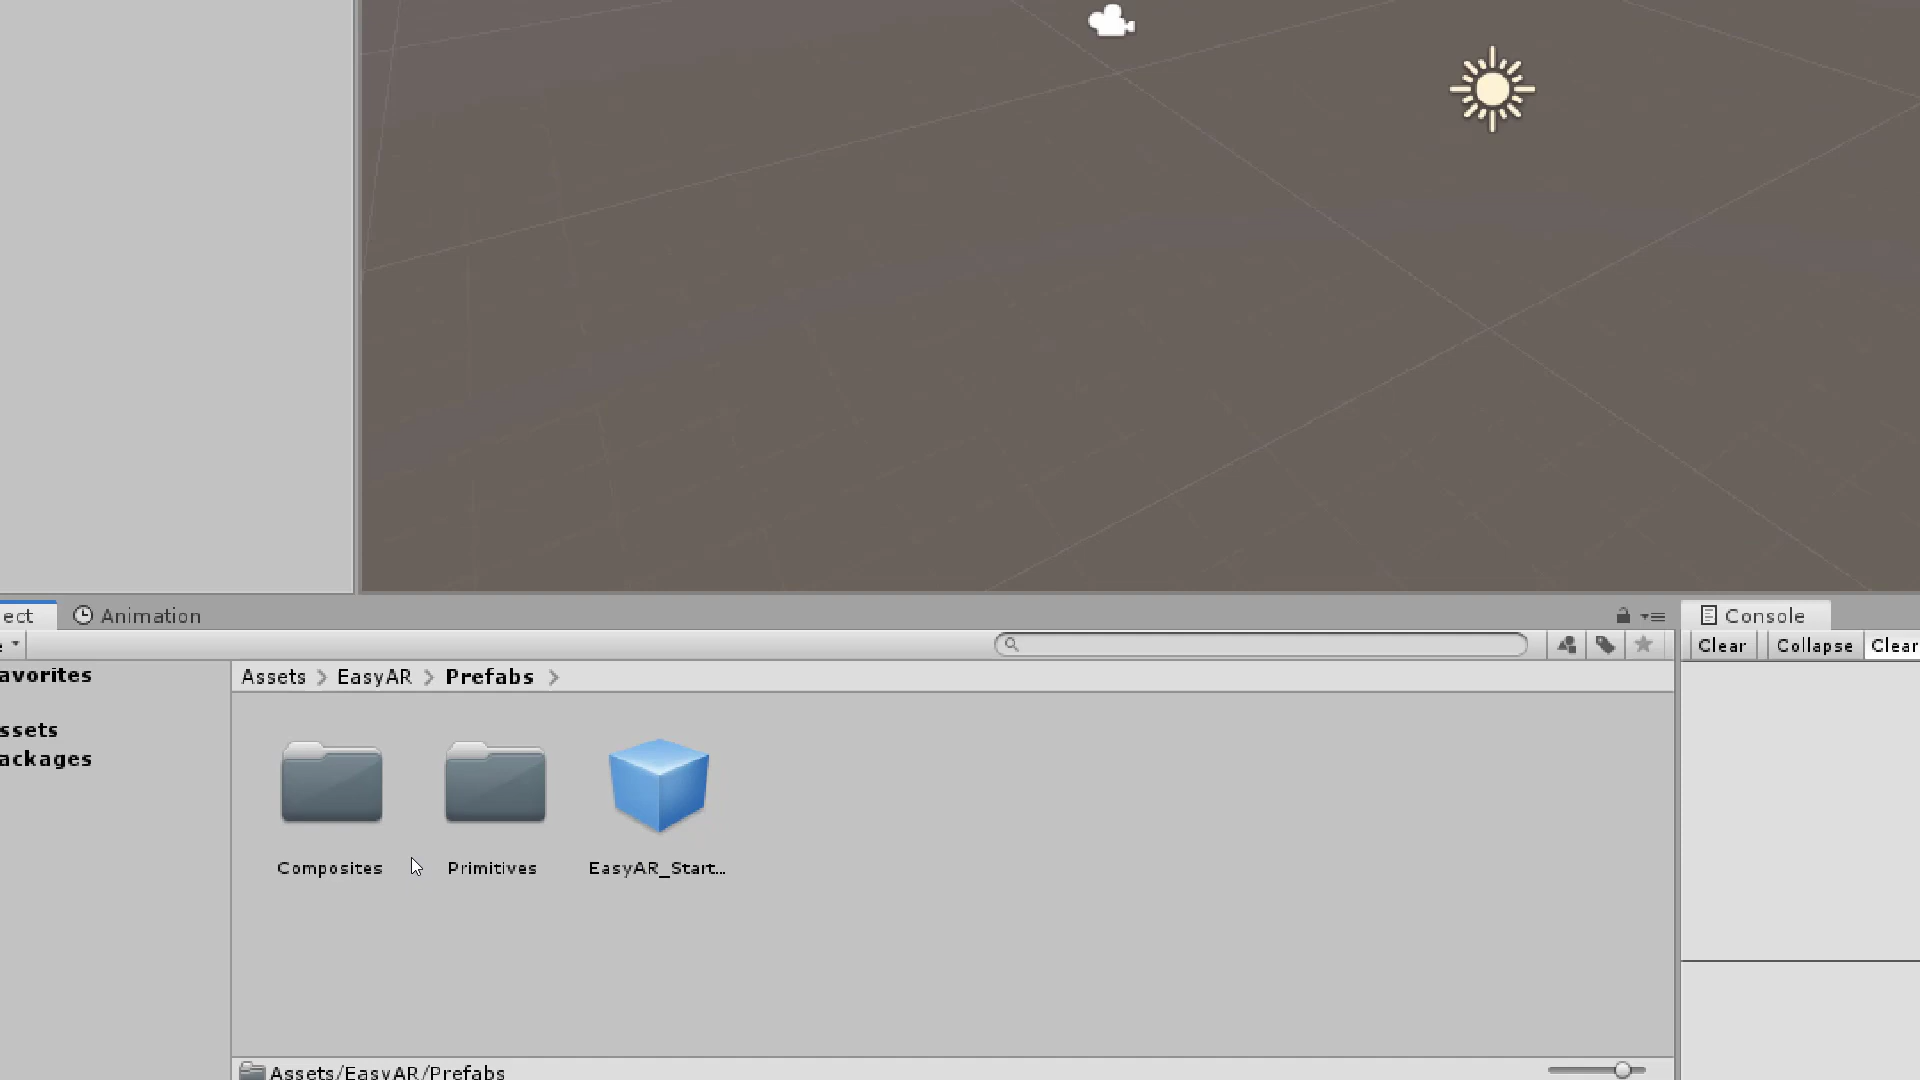 ect
Animation
Console
e
Clear
Collapse
Clear
avorites
Assets > EasyAR > Prefabs >
ssets
ackages
Composites
Primitives
EasyAR_Start...
Assets/EasyAR/Prefabs